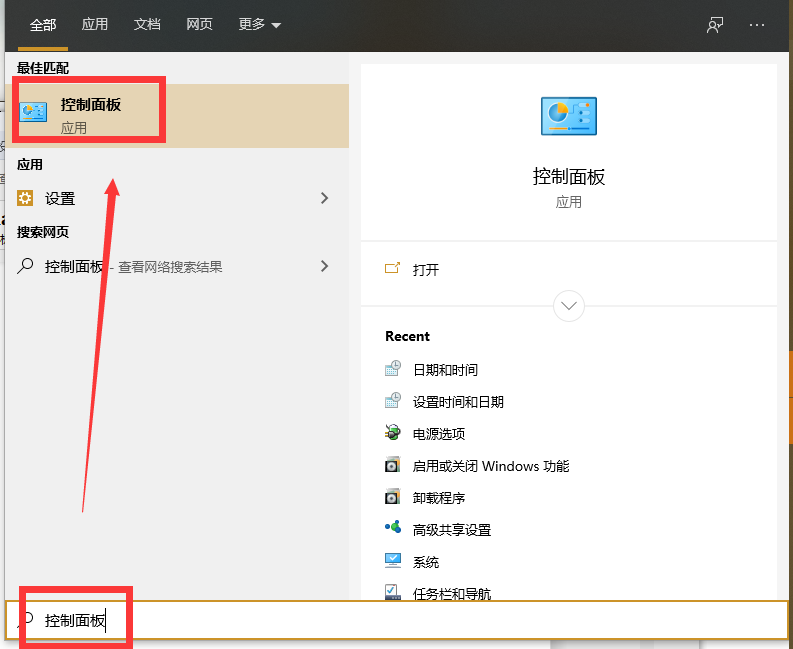 全部 应用 文档 网页 更多
最佳匹配
控制面板
应用
应用
设置
搜索网页
控制面板 - 查看网络搜索结果
控制面板
应用
打开
Recent
日期和时间
设置时间和日期
电源选项
启用或关闭 Windows 功能
卸载程序
高级共享设置
系统
任务栏和导航
控制面板